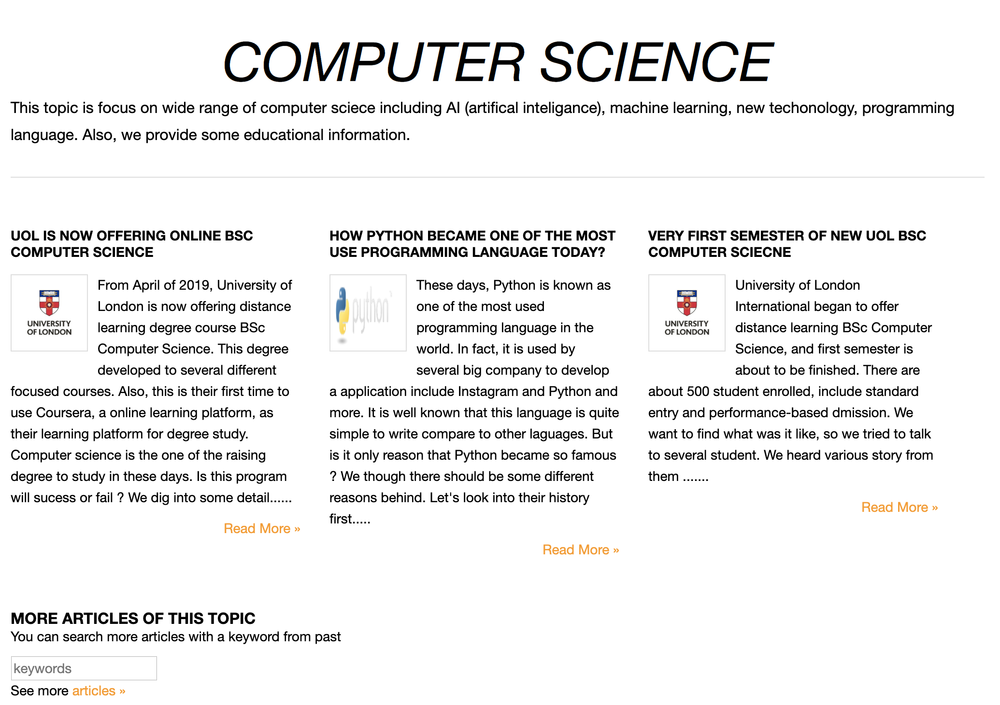 COMPUTER SCIENCE
This topic is focus on wide range of computer sciece including AI (artifical inteligance), machine learning, new techonology, programming
language. Also, we provide some educational information.
UOL IS NOW OFFERING ONLINE BSC
COMPUTER SCIENCE
UNIVERSITY
OF LONDON
From April of 2019, University of
London is now offering distance
learning degree course BSc
Computer Science. This degree
developed to several different
focused courses. Also, this is their first time to
use Coursera, a online learning platform, as
their learning platform for degree study.
Computer science is the one of the raising
degree to study in these days. Is this program
will sucess or fail ? We dig into some detail......
Read More »
HOW PYTHON BECAME ONE OF THE MOST
USE PROGRAMMING LANGUAGE TODAY?
python
These days, Python is known as
one of the most used
programming language in the
world. In fact, it is used by
several big company to develop
a application include Instagram and Python and
more. It is well known that this language is quite
simple to write compare to other laguages. But
is it only reason that Python became so famous
? We though there should be some different
reasons behind. Let's look into their history
first.....
Read More »
VERY FIRST SEMESTER OF NEW UOL BSC
COMPUTER SCIECNE
UNIVERSITY
OF LONDON
University of London
International began to offer
distance learning BSc Computer
Science, and first semester is
about to be finished. There are
about 500 student enrolled, include standard
entry and performance-based dmission. We
want to find what was it like, so we tried to talk
to several student. We heard various story from
them .......
Read More »
MORE ARTICLES OF THIS TOPIC
You can search more articles with a keyword from past
keywords
See more articles »